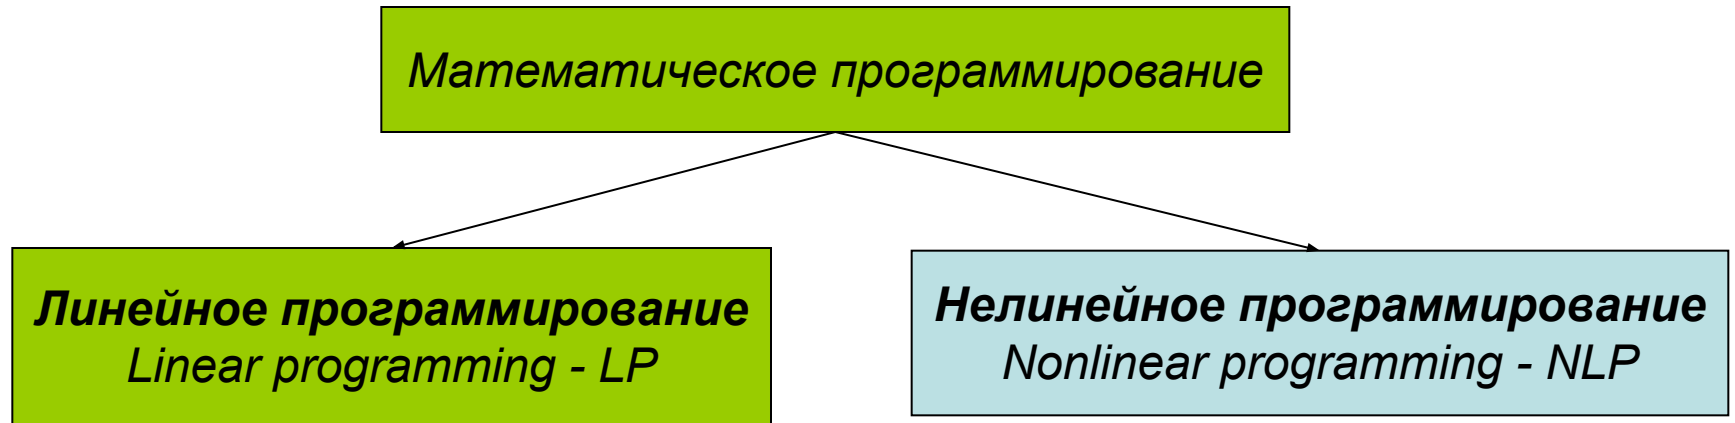 Математическое программирование
Линейное программирование
Linear programming - LP
Нелинейное программирование
Nonlinear programming - NLP